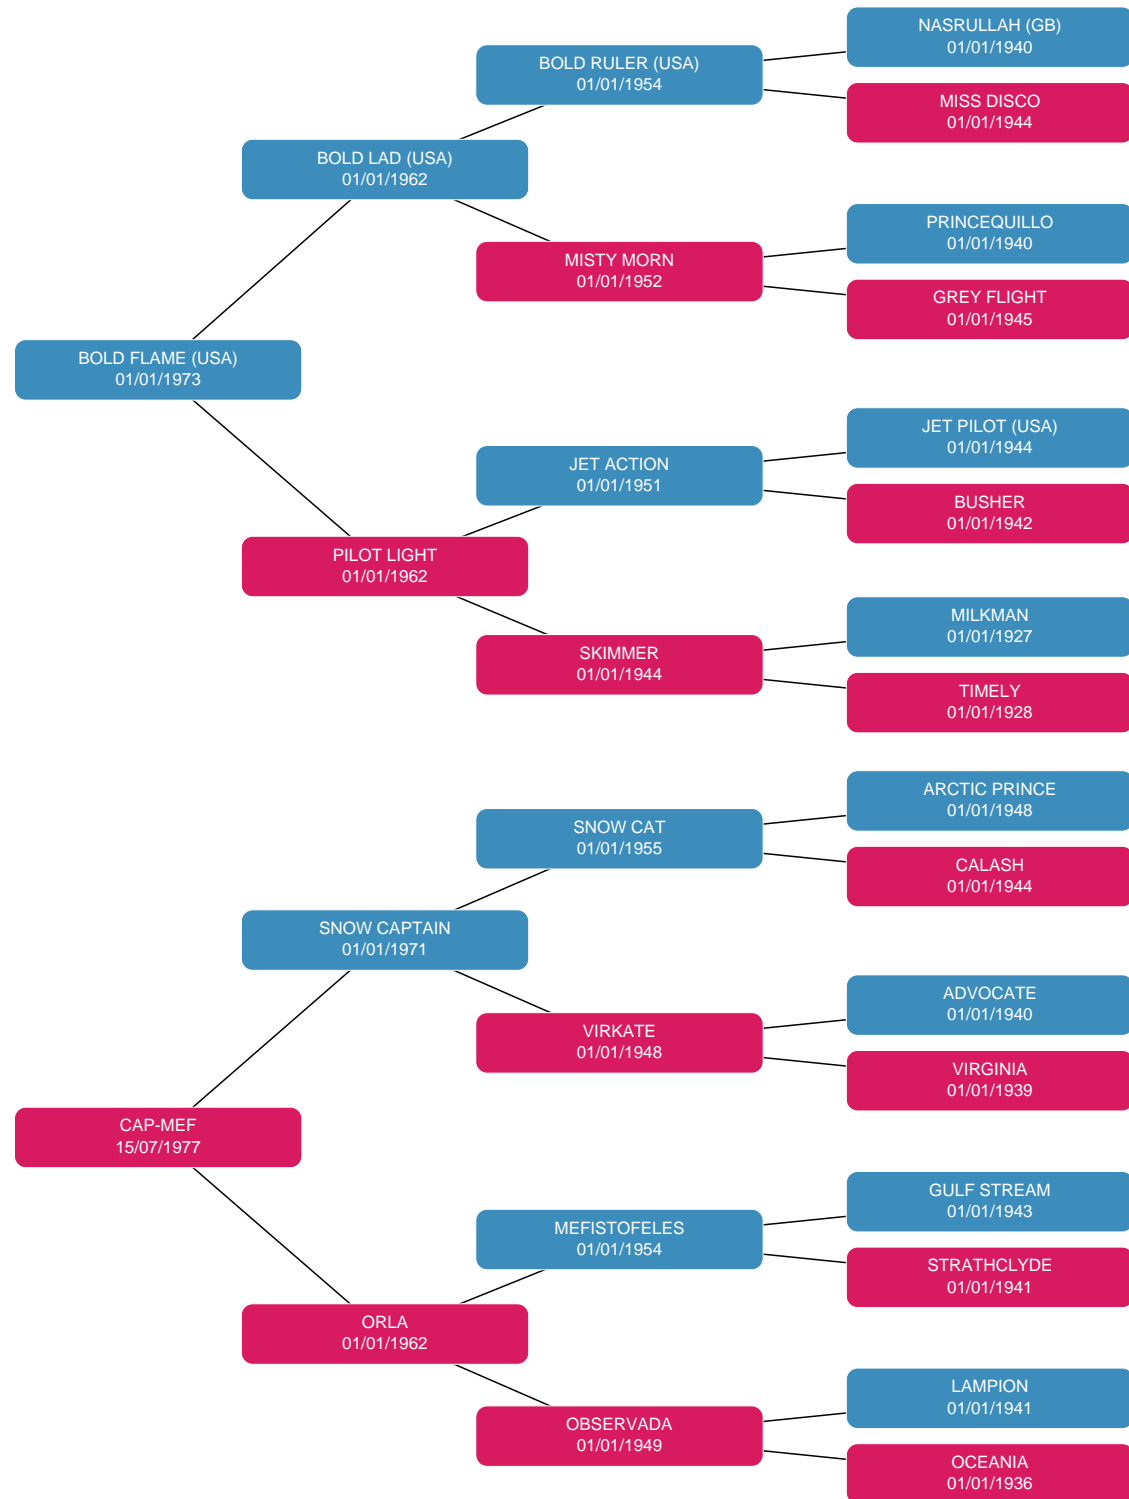 NASRULLAH (GB)
01/01/1940
BOLD RULER (USA)
01/01/1954
MISS DISCO
01/01/1944
BOLD LAD (USA)
01/01/1962
PRINCEQUILLO
01/01/1940
MISTY MORN
01/01/1952
GREY FLIGHT
01/01/1945
BOLD FLAME (USA)
01/01/1973
JET PILOT (USA)
01/01/1944
JET ACTION
01/01/1951
BUSHER
01/01/1942
PILOT LIGHT
01/01/1962
MILKMAN
01/01/1927
SKIMMER
01/01/1944
TIMELY
01/01/1928
ARCTIC PRINCE
01/01/1948
SNOW CAT
01/01/1955
CALASH
01/01/1944
SNOW CAPTAIN
01/01/1971
ADVOCATE
01/01/1940
VIRKATE
01/01/1948
VIRGINIA
01/01/1939
CAP-MEF
15/07/1977
GULF STREAM
01/01/1943
MEFISTOFELES
01/01/1954
STRATHCLYDE
01/01/1941
ORLA
01/01/1962
LAMPION
01/01/1941
OBSERVADA
01/01/1949
OCEANIA
01/01/1936